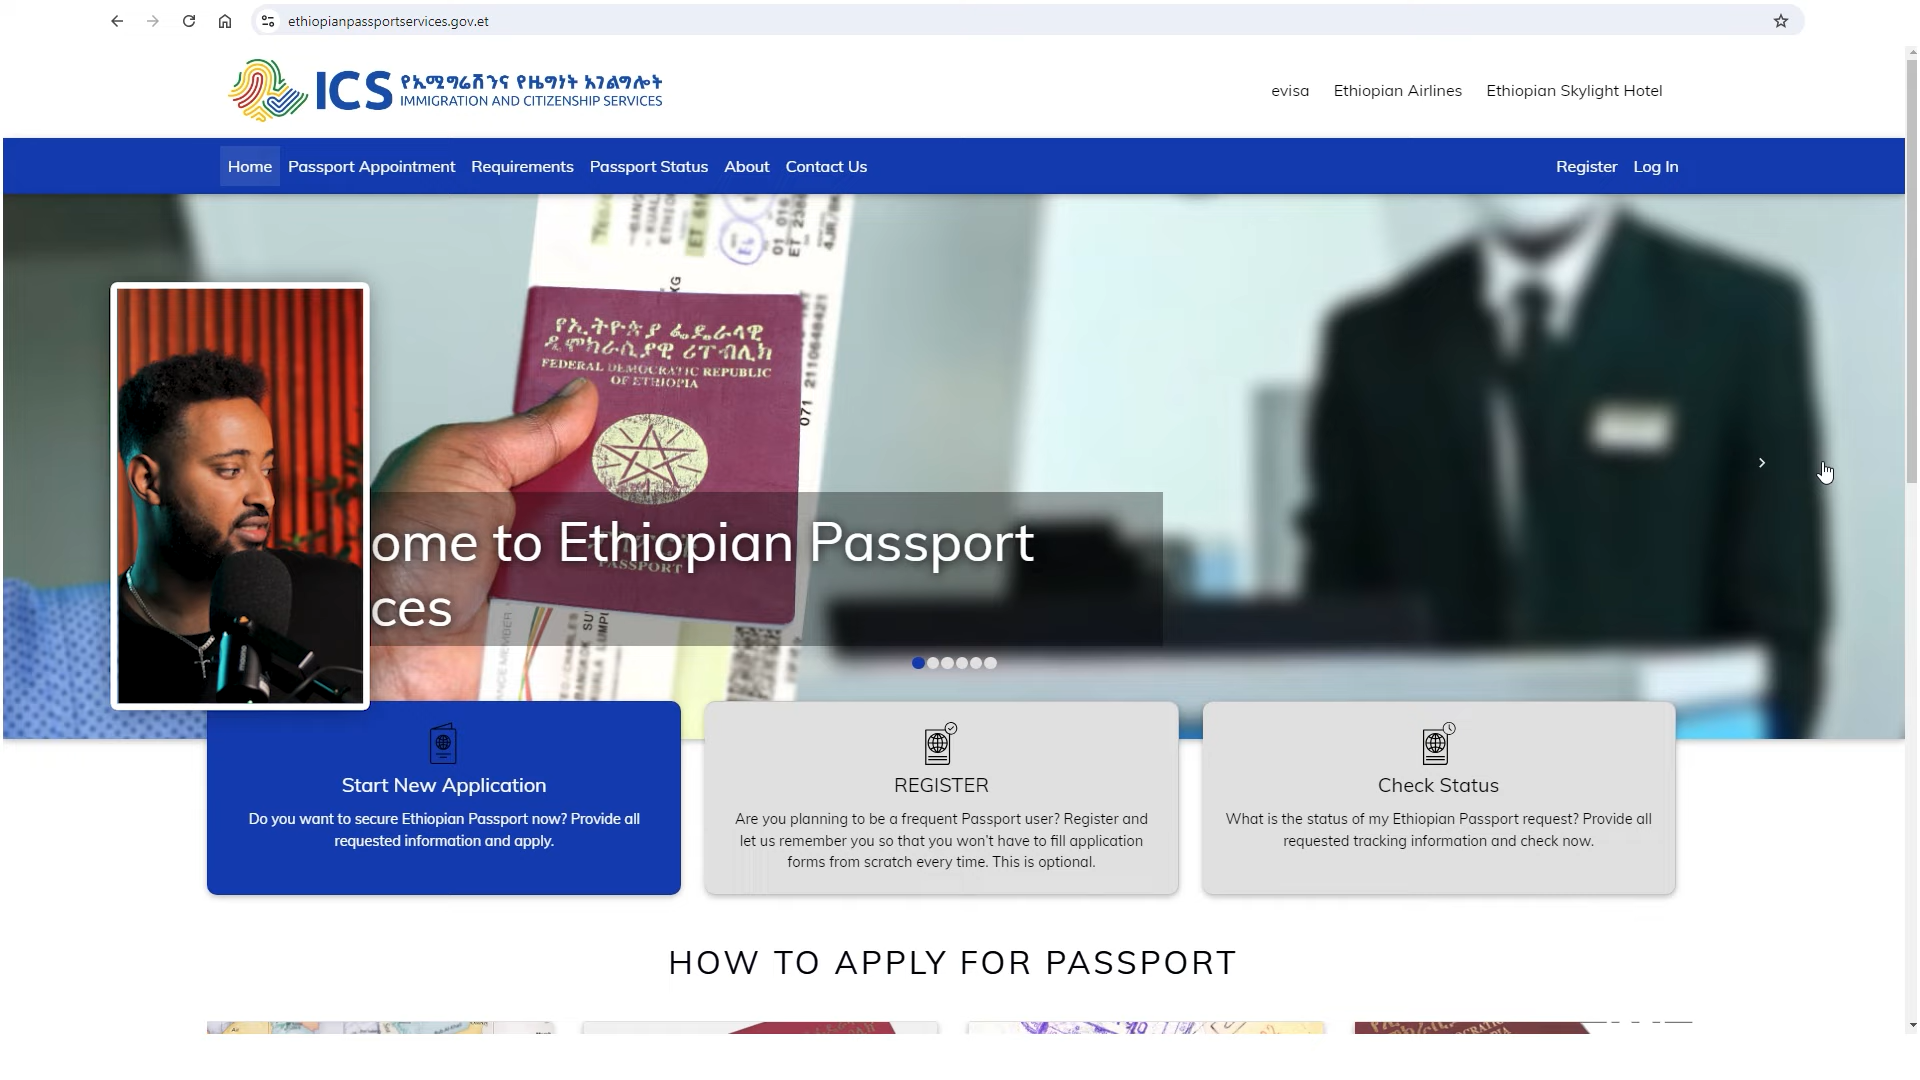 ethiopianpassportservices.gov.et
ICS
የኢሚግሬሽንና የዜግነት አገልግሎት
IMMIGRATION AND CITIZENSHIP SERVICES
evisa
Ethiopian Airlines
Ethiopian Skylight Hotel
Home
Passport Appointment
Requirements
Passport Status
About
Contact Us
Register
Log In
የኢትዮጵያ ፌዴራላዊ
ዲሞክራሲያዊ ሪፐብሊክ
FEDERAL DEMOCRATIC REPUBLIC
OF ETHIOPIA
071 2110648421
ome to Ethiopian Passport
ces
PASSPORT
Start New Application
Do you want to secure Ethiopian Passport now? Provide all
requested information and apply.
REGISTER
Are you planning to be a frequent Passport user? Register and
let us remember you so that you won't have to fill application
forms from scratch every time. This is optional.
Check Status
What is the status of my Ethiopian Passport request? Provide all
requested tracking information and check now.
HOW TO APPLY FOR PASSPORT